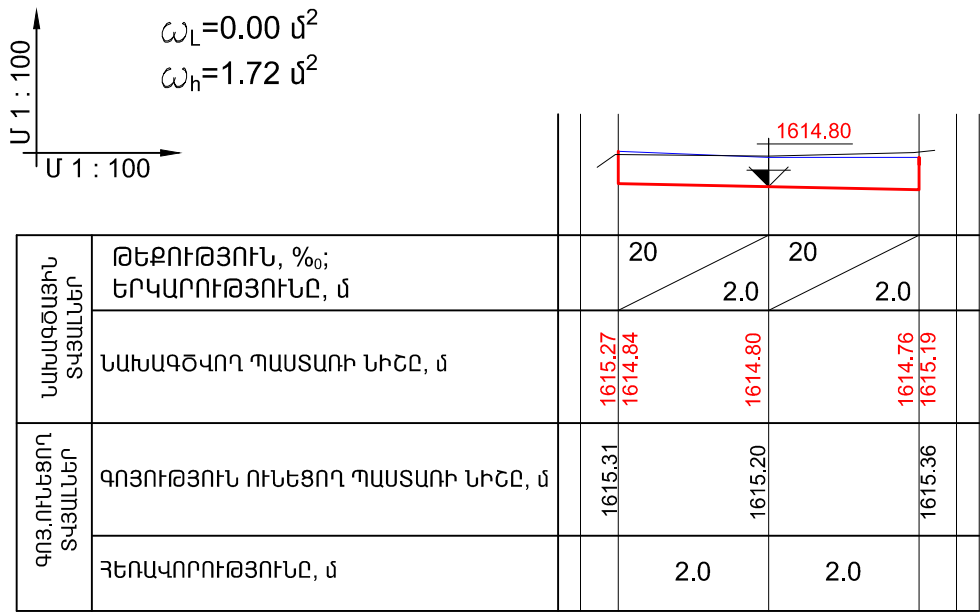 Մ 1 : 100
Մ 1 : 100
ωL=0.00 մ²
ωh=1.72 մ²
1614.80
ՆԱԽԱԳԾԱՅԻՆ
ՏՎՅԱԼՆԵՐ
ԹԵՔՈՒԹՅՈՒՆ, ‰;
ԵՐԿԱՐՈՒԹՅՈՒՆԸ, մ
20
2.0
20
2.0
ՆԱԽԱԳԾՎՈՂ ՊԱՍՏԱՌԻ ՆԻՇԸ, մ
1615.27
1614.84
1614.80
1614.76
1615.19
ԳՈՅ.ՈՒՆԵՑՈՂ
ՏՎՅԱԼՆԵՐ
ԳՈՅՈՒԹՅՈՒՆ ՈՒՆԵՑՈՂ ՊԱՍՏԱՌԻ ՆԻՇԸ, մ
1615.31
1615.20
1615.36
ՀԵՌԱՎՈՐՈՒԹՅՈՒՆԸ, մ
2.0
2.0